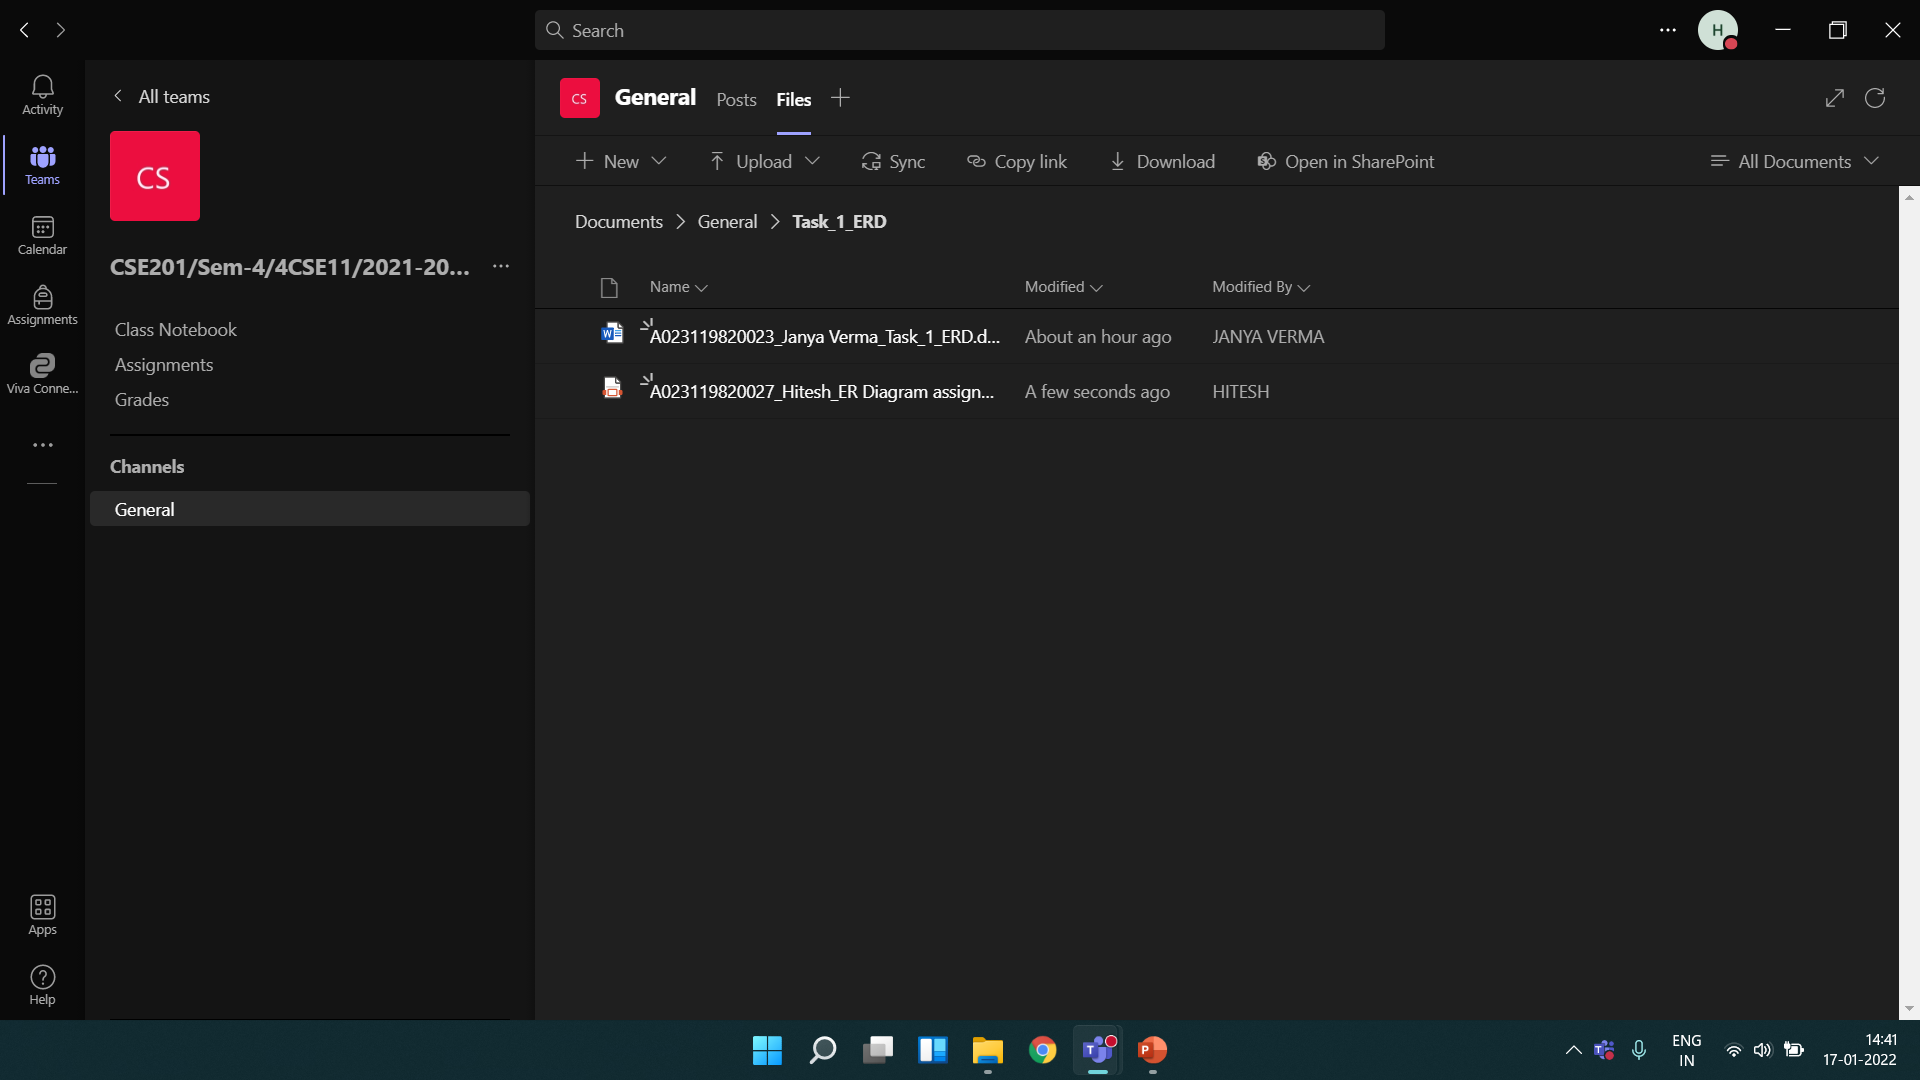 Search
H
Activity
Teams
Calendar
Assignments
Viva Conne...
Apps
Help
All teams
CS
CSE201/Sem-4/4CSE11/2021-20...
Class Notebook
Assignments
Grades
Channels
General
CS General Posts Files
New Upload Sync Copy link Download Open in SharePoint All Documents
Documents > General > Task_1_ERD
Name Modified Modified By
A023119820023_Janya Verma_Task_1_ERD.d... About an hour ago JANYA VERMA
A023119820027_Hitesh_ER Diagram assign... A few seconds ago HITESH
ENG
IN
14:41
17-01-2022